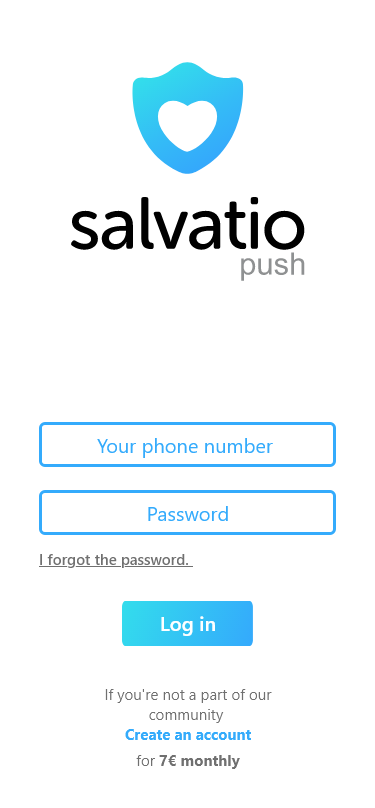 salvatio
push
Your phone number
Password
I forgot the password.
Log in
If you're not a part of our
community
Create an account
for 7€ monthly